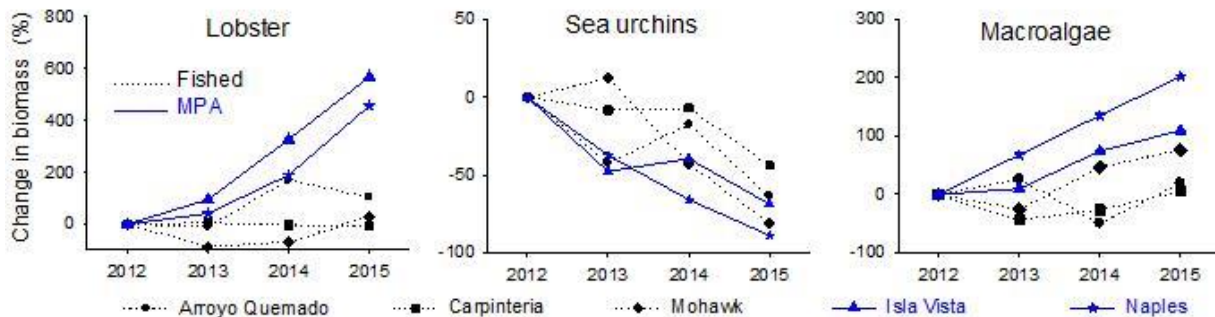 Change in biomass (%)
800
600
400
200
0
Lobster
Fished
MPA
2012 2013 2014 2015
50
0
-50
-100
Sea urchins
2012 2013 2014 2015
300
200
100
0
-100
Macroalgae
2012 2013 2014 2015
Arroyo Quemado Carpinteria Mohawk Isla Vista Naples